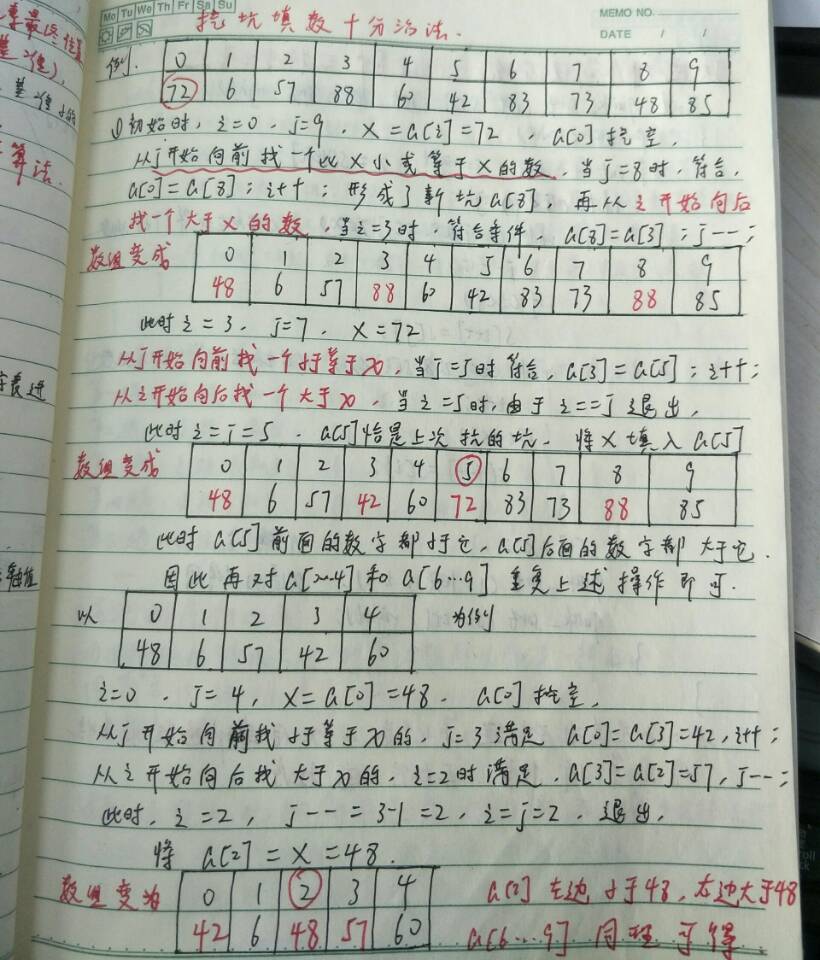 Mo Tu We Th Fr Sa Su
MEMO NO.
DATE / /
挖坑填数十分治法.
例. 0 1 2 3 4 5 6 7 8 9
72 6 57 88 60 42 83 73 48 85
①初始时, i=0, j=9, X=a[i]=72, a[0]挖空,
从j开始向前找一个比X小或等于X的数, 当j=8时, 符合,
a[0]=a[8]; i++; 形成了新坑a[8], 再从i开始向后
找一个大于X的数, 当i=3时, 符合条件, a[8]=a[3]; j--;
数组变成 0 1 2 3 4 5 6 7 8 9
48 6 57 88 60 42 83 73 88 85
此时i=3, j=7, X=72
从j开始向前找一个小于等于X, 当j=5时符合, a[3]=a[5]; i++;
从i开始向后找一个大于X, 当i=5时, 由于i==j退出,
此时i=j=5, a[5]恰是上次挖的坑, 将X填入a[5]
数组变成 0 1 2 3 4 5 6 7 8 9
48 6 57 42 60 72 83 73 88 85
此时a[5]前面的数字都小于它, a[5]后面的数字都大于它.
因此再对a[0~4]和a[6…9]重复上述操作即可.
以 0 1 2 3 4 为例
48 6 57 42 60
i=0, j=4, X=a[0]=48, a[0]挖空,
从j开始向前找小于等于X的, j=3满足 a[0]=a[3]=42, i++;
从i开始向后找大于X的, i=2时满足, a[3]=a[2]=57, j--;
此时, i=2, j--=3-1=2, i=j=2, 退出,
将a[2]=X=48.
数组变为 0 1 2 3 4 a[2]左边小于48, 右边大于48
42 6 48 57 60 a[6…9]同理可得
算法.